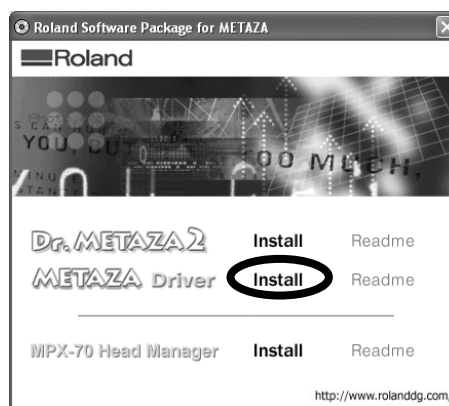 Roland Software Package for METAZA
Roland
YOU
TOO MUCH,
Dr. METAZA2 Install Readme
METAZA Driver Install Readme
MPX-70 Head Manager Install Readme
http://www.rolanddg.com/